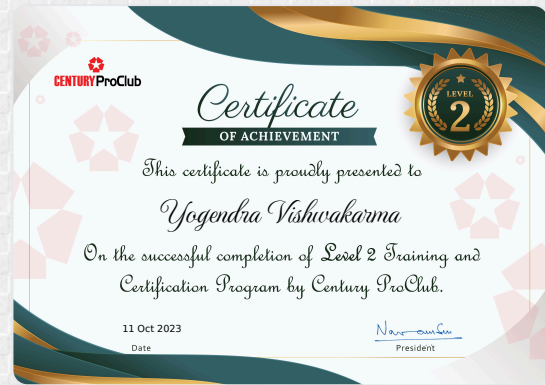 CENTURY ProClub
LEVEL
2
Certificate
OF ACHIEVEMENT
This certificate is proudly presented to
Yogendra Vishwakarma
On the successful completion of Level 2 Training and
Certification Program by Century ProClub.
11 Oct 2023
Date
President